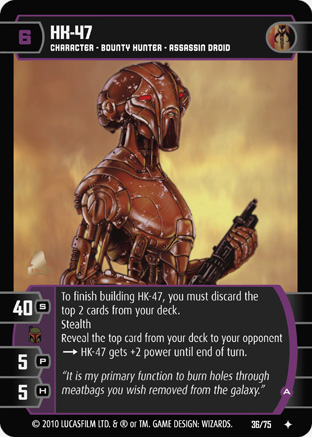 6
HK-47
CHARACTER - BOUNTY HUNTER - ASSASSIN DROID
40 S
5 P
5 H
To finish building HK-47, you must discard the
top 2 cards from your deck.
Stealth
Reveal the top card from your deck to your opponent
→ HK-47 gets +2 power until end of turn.
"It is my primary function to burn holes through
meatbags you wish removed from the galaxy."
A
© 2010 LUCASFILM LTD. & ® or TM. GAME DESIGN: WIZARDS.
36/75